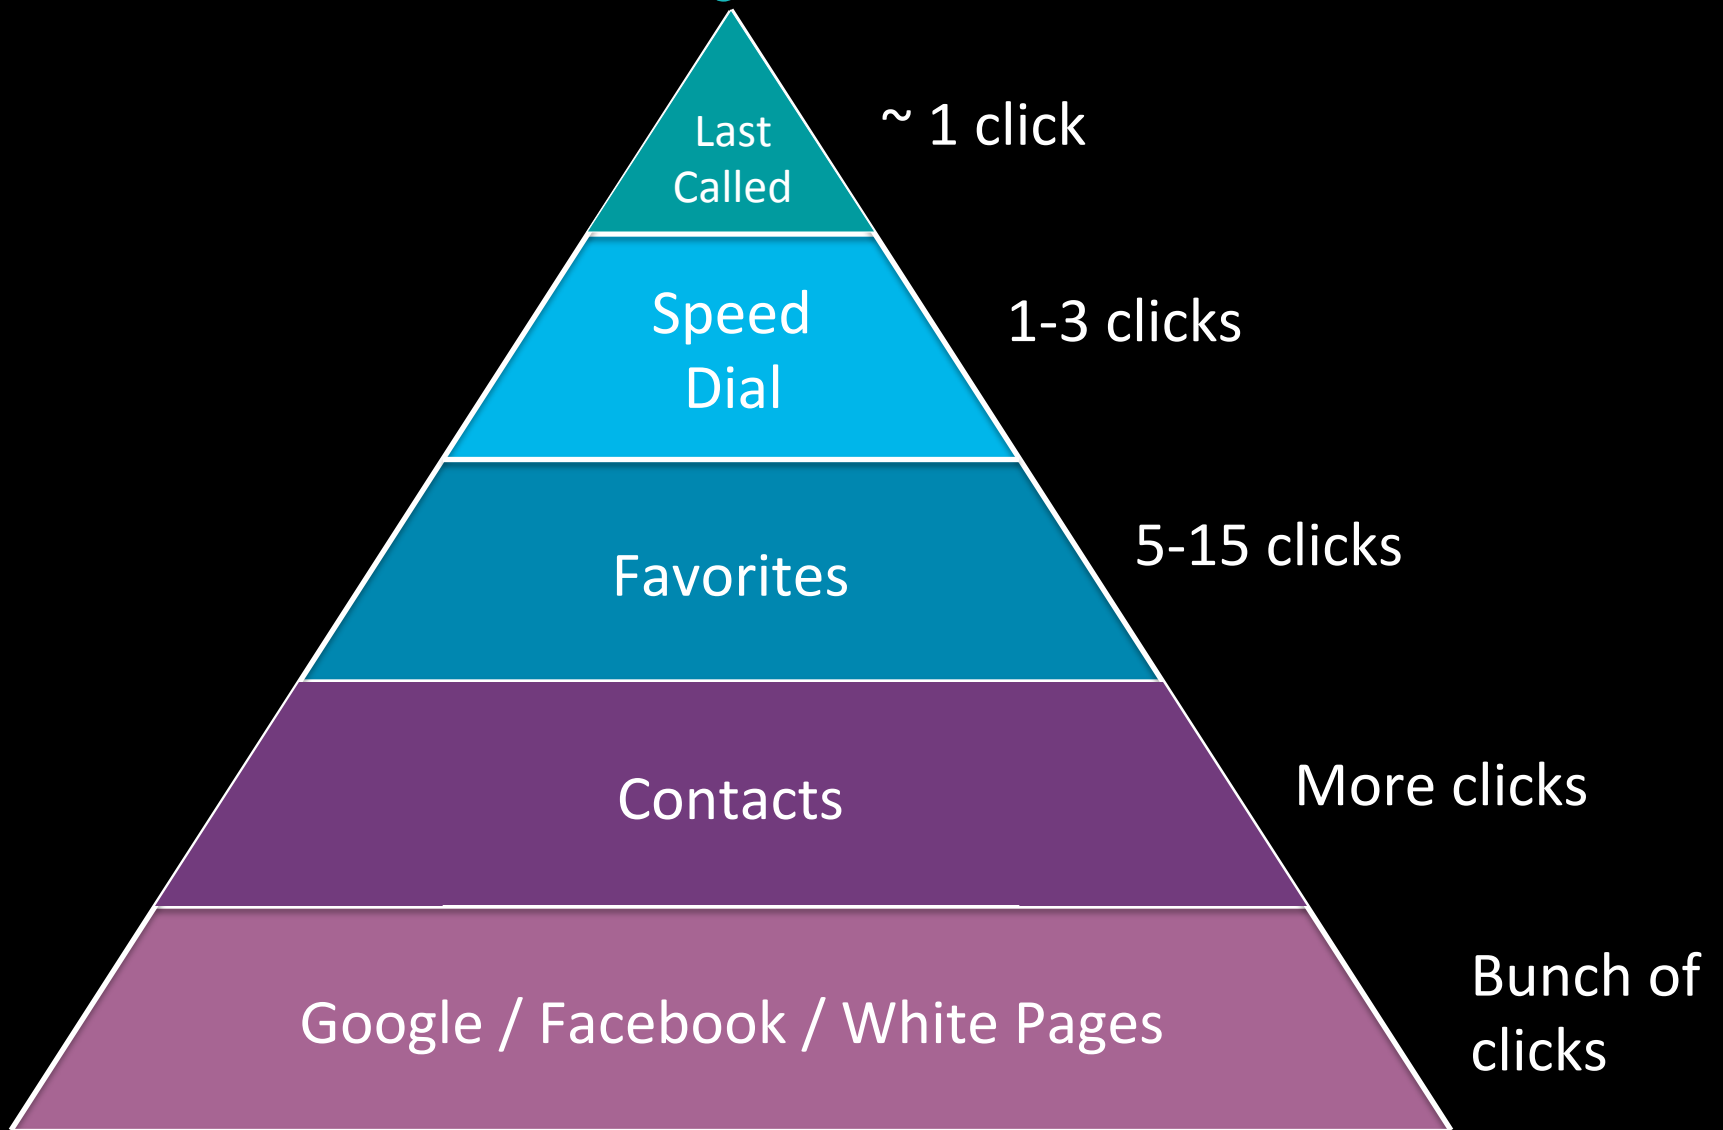 Last
Called
~ 1 click
Speed
Dial
1-3 clicks
Favorites
5-15 clicks
Contacts
More clicks
Google / Facebook / White Pages
Bunch of
clicks